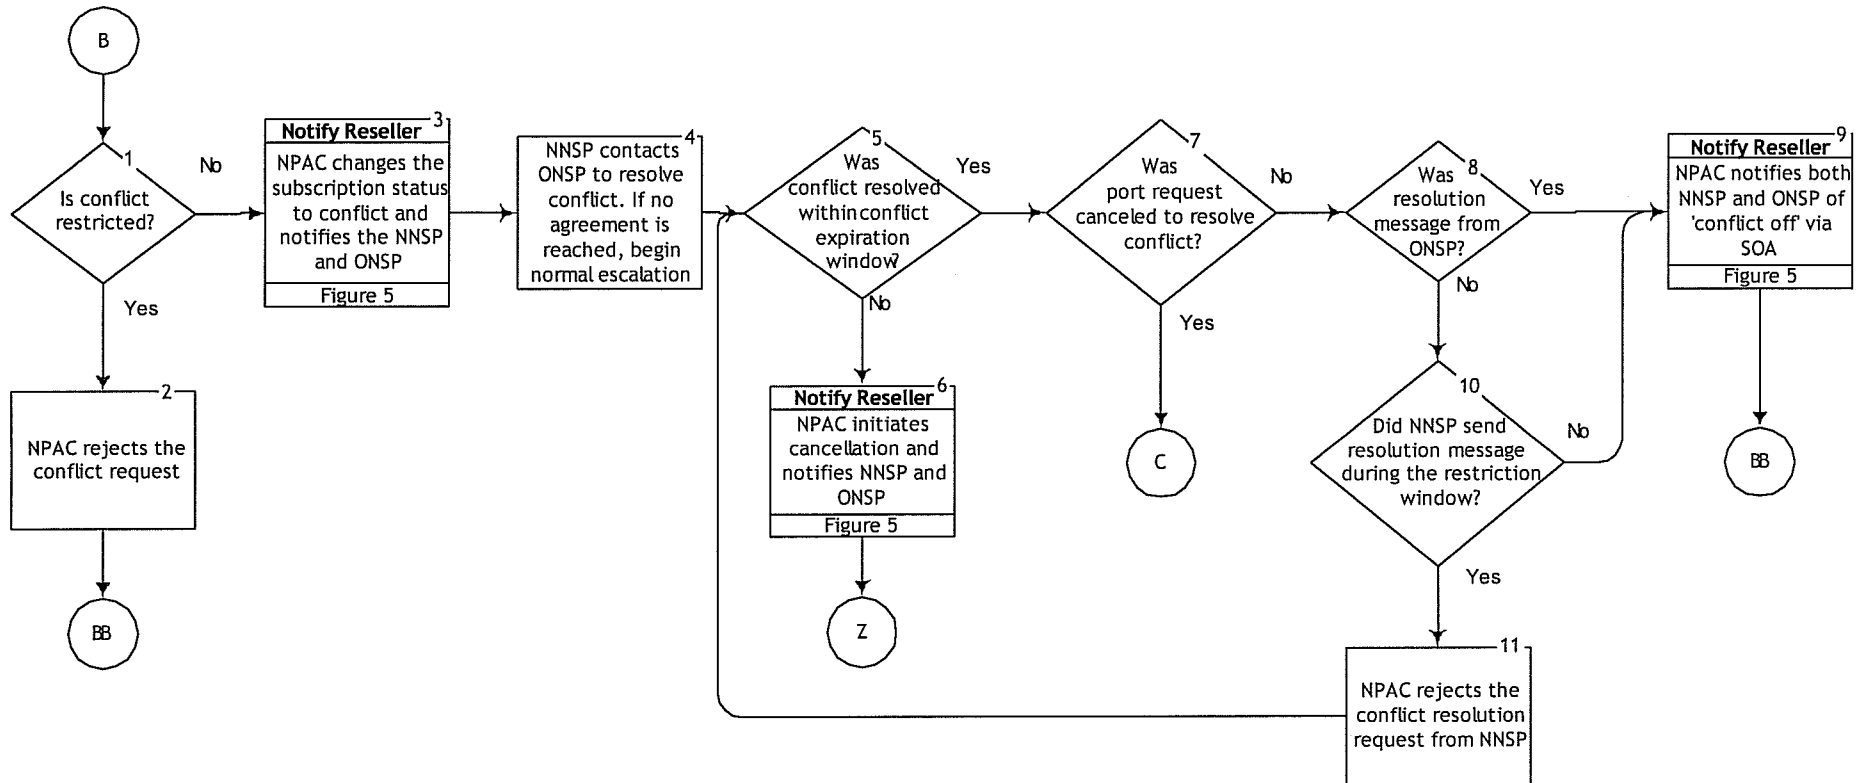 B
1
Is conflict
restricted?
No
Yes
2
NPAC rejects the
conflict request
BB
3
Notify Reseller
NPAC changes the
subscription status
to conflict and
notifies the NNSP
and ONSP
Figure 5
4
NNSP contacts
ONSP to resolve
conflict. If no
agreement is
reached, begin
normal escalation
5
Was
conflict resolved
within conflict
expiration
window?
Yes
No
6
Notify Reseller
NPAC initiates
cancellation and
notifies NNSP and
ONSP
Figure 5
Z
7
Was
port request
canceled to resolve
conflict?
No
Yes
C
8
Was
resolution
message from
ONSP?
Yes
No
9
Notify Reseller
NPAC notifies both
NNSP and ONSP of
'conflict off' via
SOA
Figure 5
BB
10
Did NNSP send
resolution message
during the restriction
window?
No
Yes
11
NPAC rejects the
conflict resolution
request from NNSP